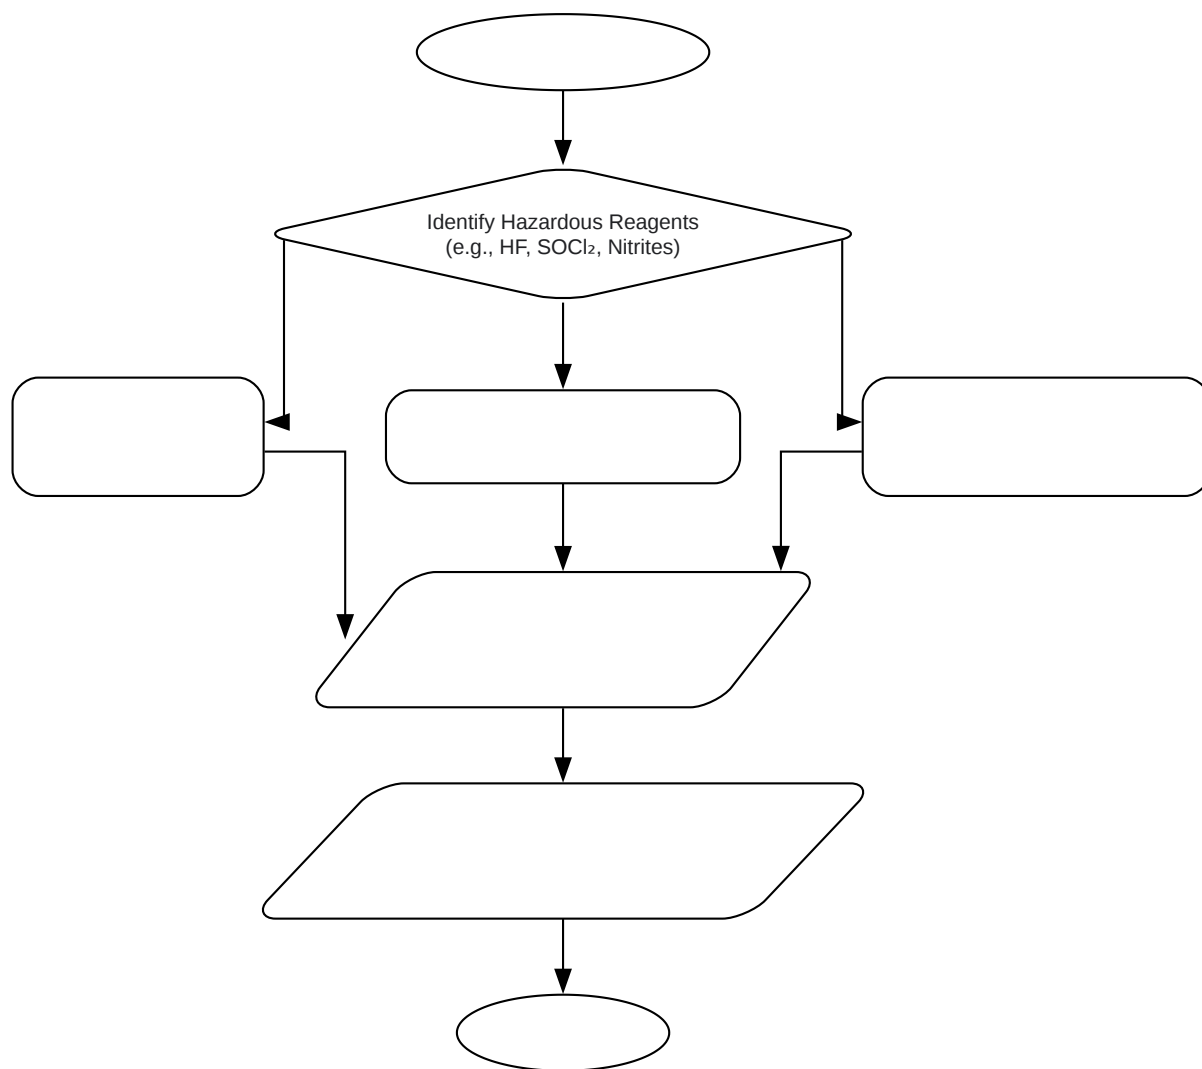 Identify Hazardous Reagents
(e.g., HF, SOCl₂, Nitrites)